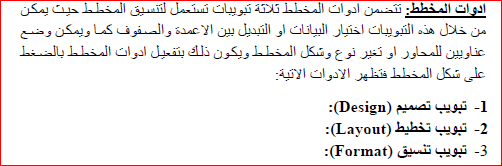 ادوات المخطط: تتضمن ادوات المخطط ثلاثة تبويبات تستعمل لتنسيق المخطط حيث يمكن
من خلال هذه التبويبات اختيار البيانات او التبديل بين الاعمدة والصفوف كما ويمكن وضع
عناويين للمحاور او تغير نوع وشكل المخطط ويكون ذلك بتفعيل ادوات المخطط بالضغط
على شكل المخطط فتظهر الادوات الاتية:
1- تبويب تصميم (Design):
2- تبويب تخطيط (Layout):
3- تبويب تنسيق (Format):